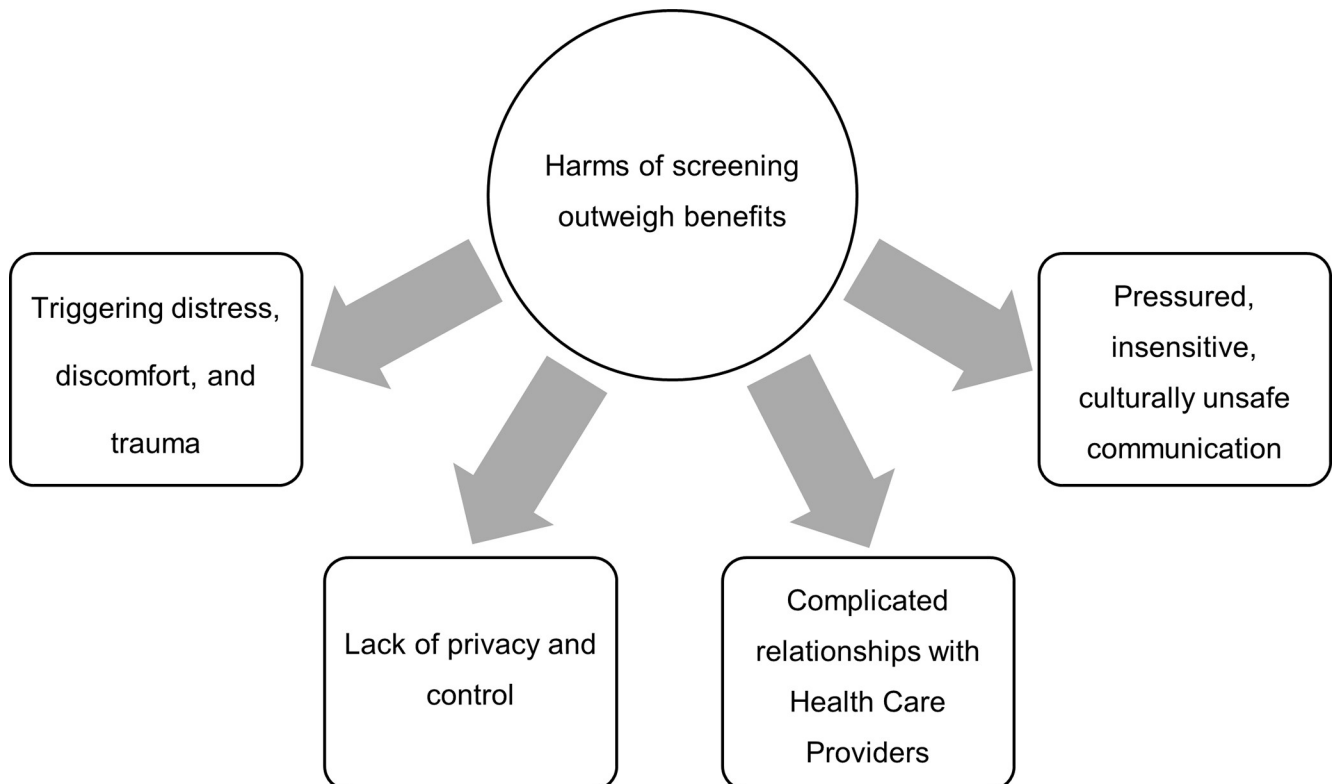 Harms of screening
outweigh benefits
Triggering distress,
discomfort, and
trauma
Lack of privacy and
control
Complicated
relationships with
Health Care
Providers
Pressured,
insensitive,
culturally unsafe
communication